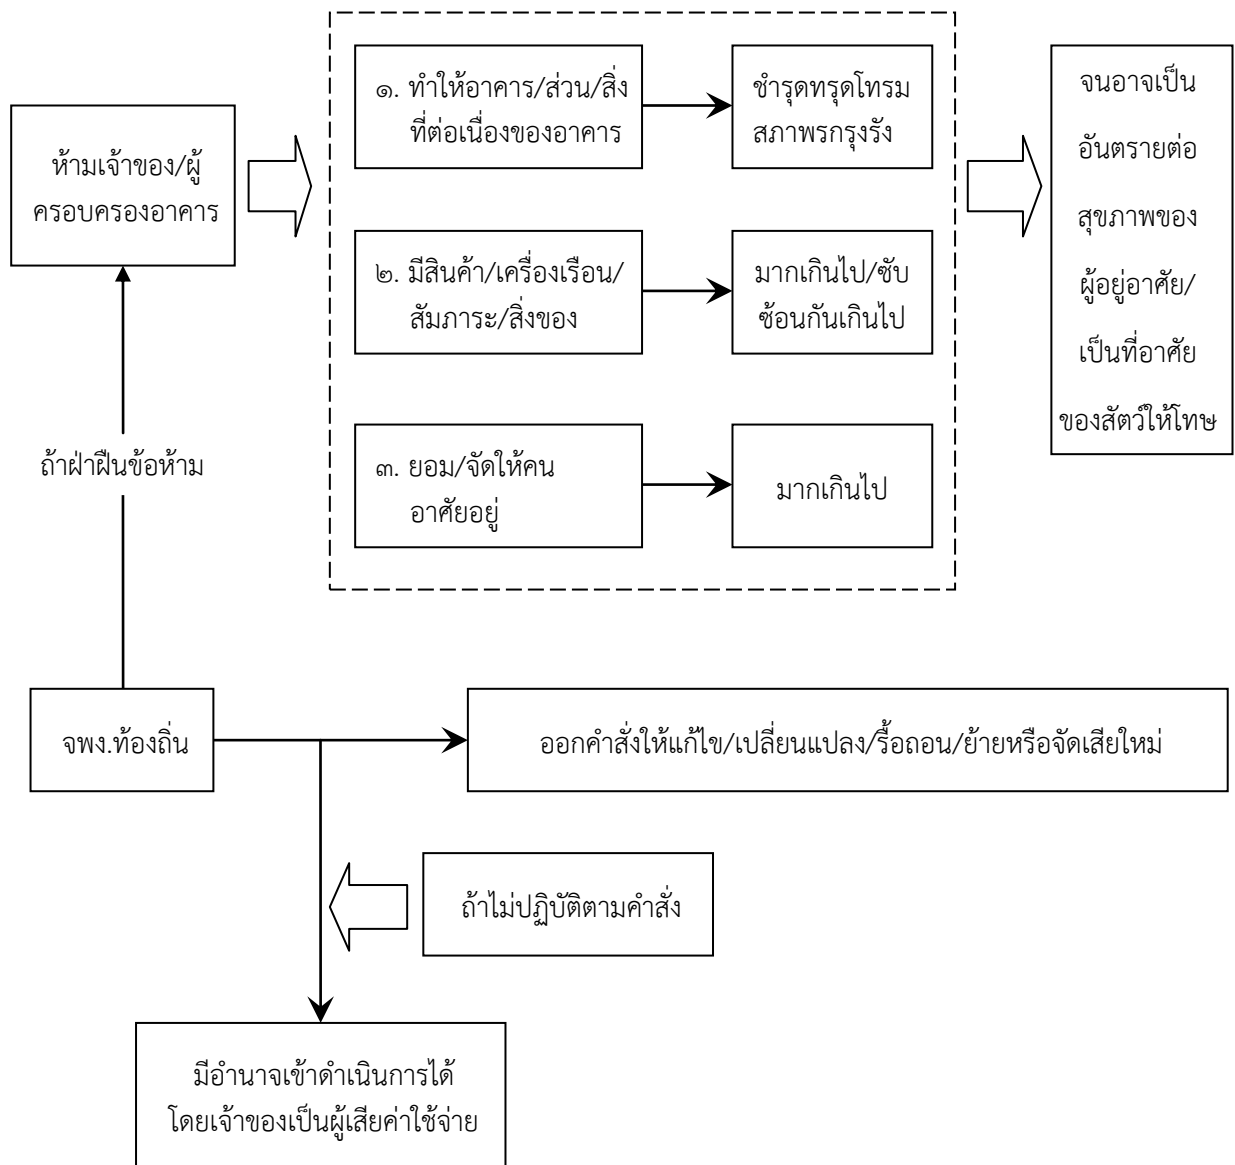 ห้ามเจ้าของ/ผู้
ครอบครองอาคาร
๑. ทำให้อาคาร/ส่วน/สิ่ง
ที่ต่อเนื่องของอาคาร
ชำรุดทรุดโทรม
สภาพรกรุงรัง
๒. มีสินค้า/เครื่องเรือน/
สัมภาระ/สิ่งของ
มากเกินไป/ซับ
ซ้อนกันเกินไป
๓. ยอม/จัดให้คน
อาศัยอยู่
มากเกินไป
จนอาจเป็น
อันตรายต่อ
สุขภาพของ
ผู้อยู่อาศัย/
เป็นที่อาศัย
ของสัตว์ให้โทษ
ถ้าฝ่าฝืนข้อห้าม
จพง.ท้องถิ่น
ออกคำสั่งให้แก้ไข/เปลี่ยนแปลง/รื้อถอน/ย้ายหรือจัดเสียใหม่
ถ้าไม่ปฏิบัติตามคำสั่ง
มีอำนาจเข้าดำเนินการได้
โดยเจ้าของเป็นผู้เสียค่าใช้จ่าย